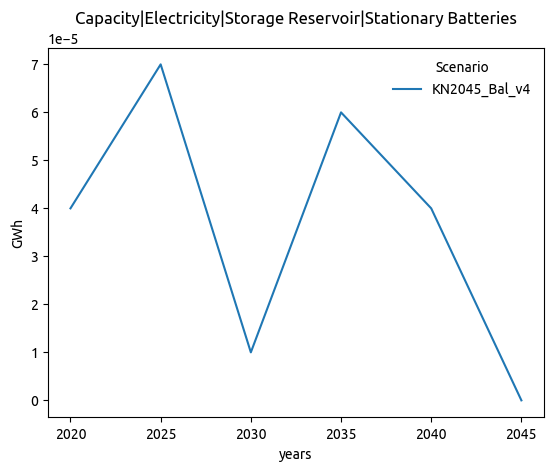 Capacity|Electricity|Storage Reservoir|Stationary Batteries
1e−5
Scenario
KN2045_Bal_v4
7
6
5
4
3
2
1
0
GWh
2020 2025 2030 2035 2040 2045
years